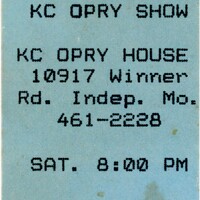 KC OPRY SHOW
KC OPRY HOUSE
10917 Winner
Rd. Indep. Mo.
461-2228
SAT. 8:00 PM